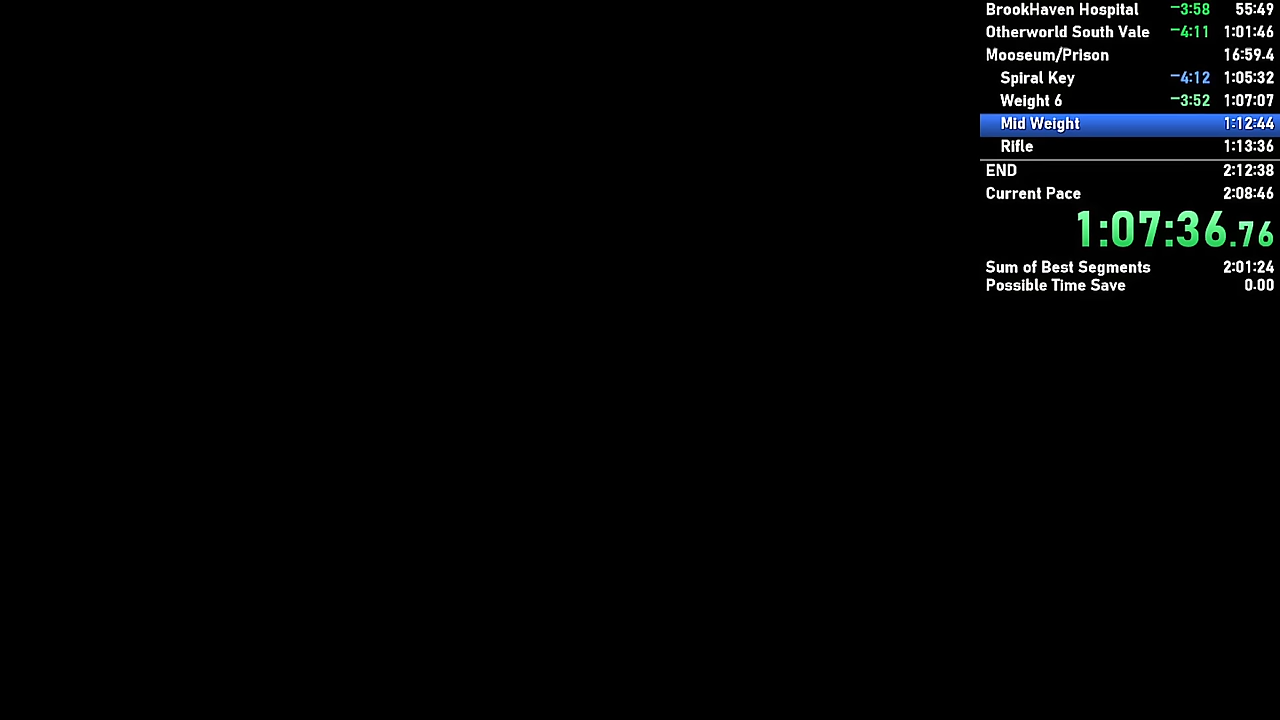 BrookHaven Hospital −3:58 55:49
Otherworld South Vale −4:11 1:01:46
Mooseum/Prison 16:59.4
Spiral Key −4:12 1:05:32
Weight 6 −3:52 1:07:07
Mid Weight 1:12:44
Rifle 1:13:36
END 2:12:38
Current Pace 2:08:46
1:07:36.76
Sum of Best Segments 2:01:24
Possible Time Save 0.00